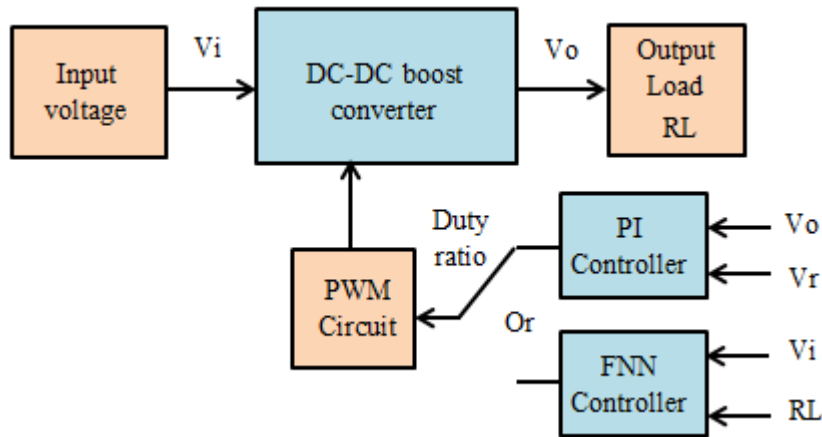 Input
voltage
Vi
DC-DC boost
converter
Vo
Output
Load
RL
Duty
ratio
PWM
Circuit
PI
Controller
Vo
Vr
Or
FNN
Controller
Vi
RL